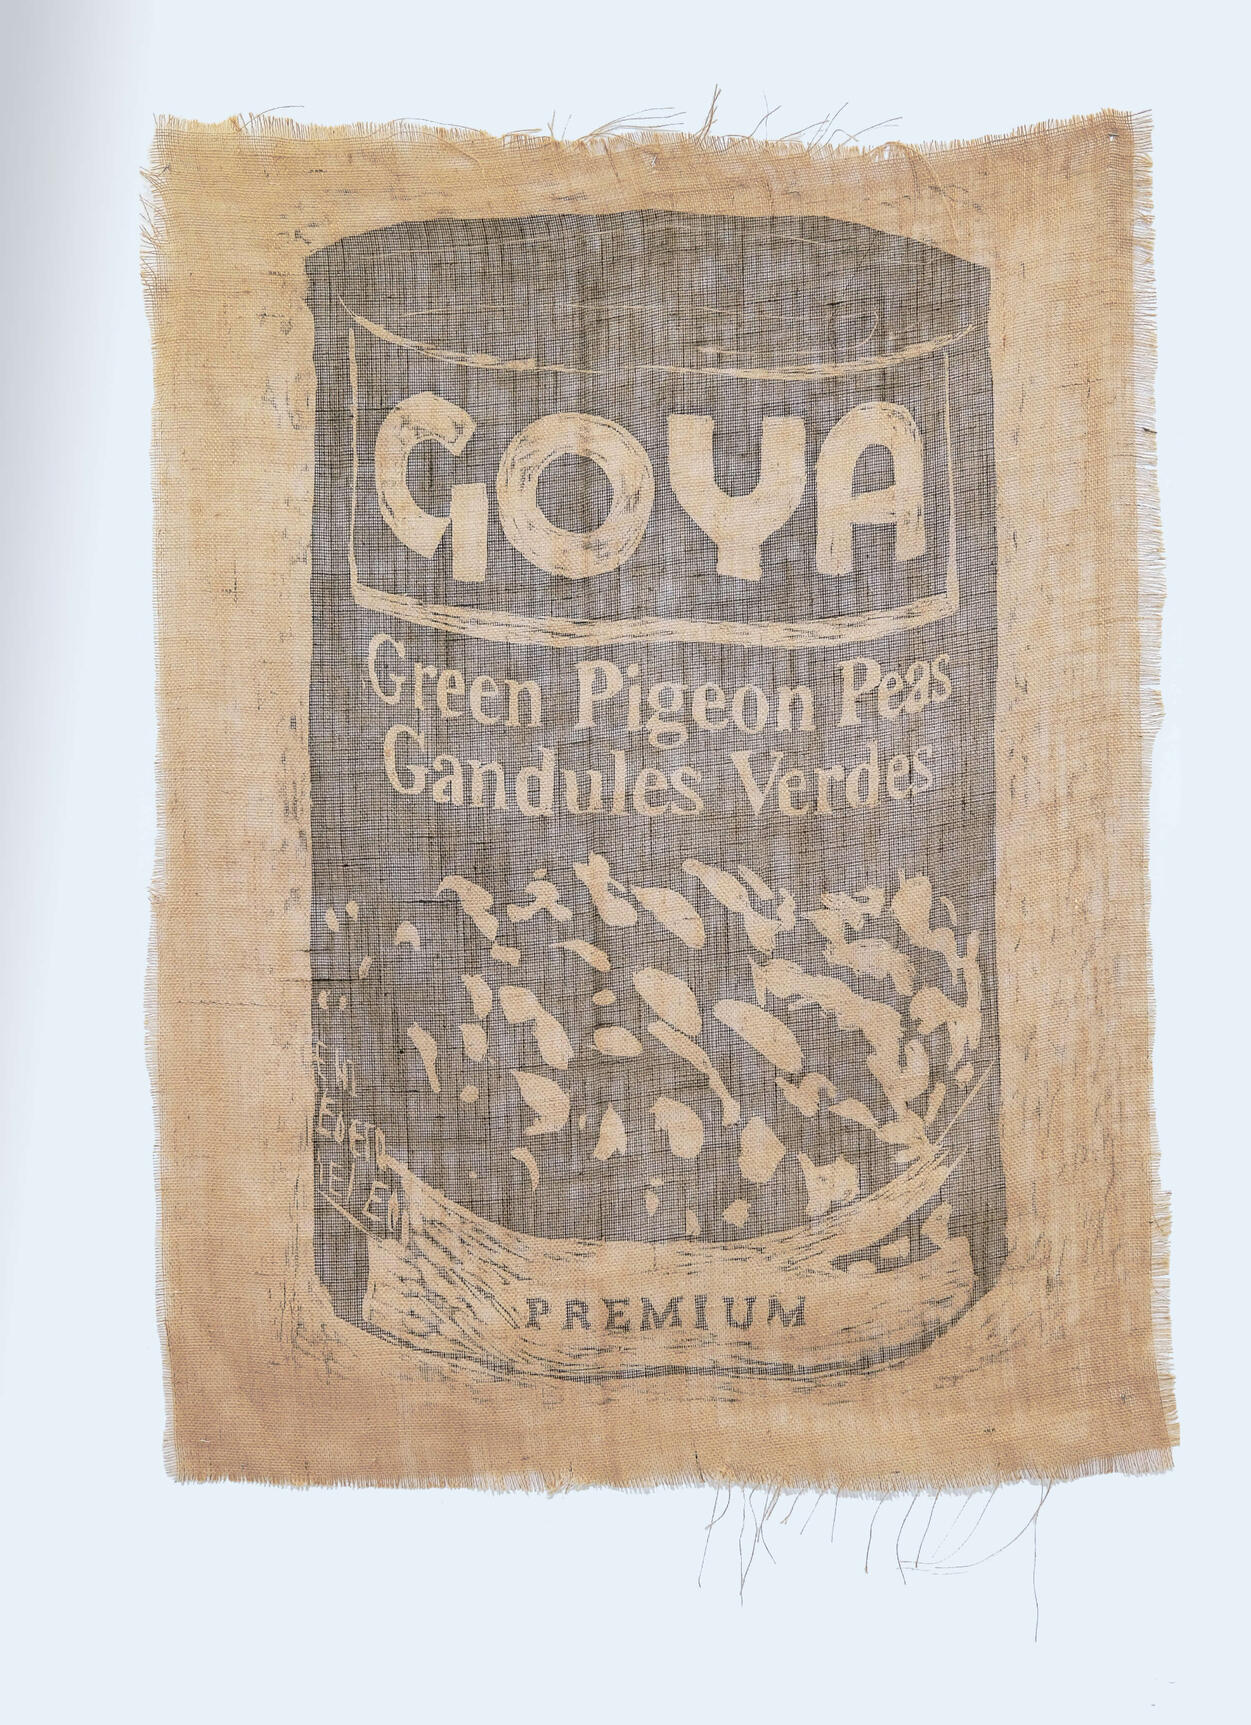 GOYA
Green Pigeon Peas
Gandules Verdes
PREMIUM